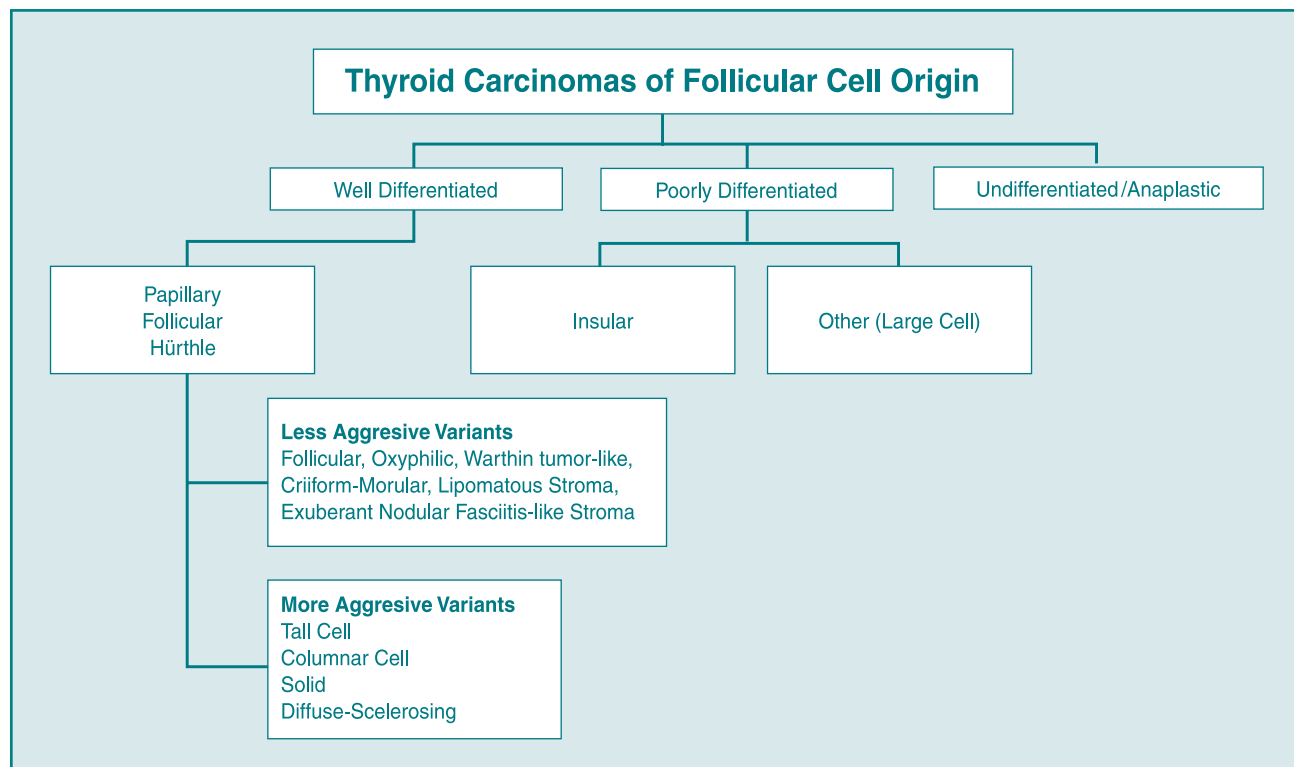 Thyroid Carcinomas of Follicular Cell Origin
Well Differentiated
Poorly Differentiated
Undifferentiated/Anaplastic
Papillary
Follicular
Hürthle
Insular
Other (Large Cell)
Less Aggresive Variants
Follicular, Oxyphilic, Warthin tumor-like,
Criiform-Morular, Lipomatous Stroma,
Exuberant Nodular Fasciitis-like Stroma
More Aggresive Variants
Tall Cell
Columnar Cell
Solid
Diffuse-Scelerosing